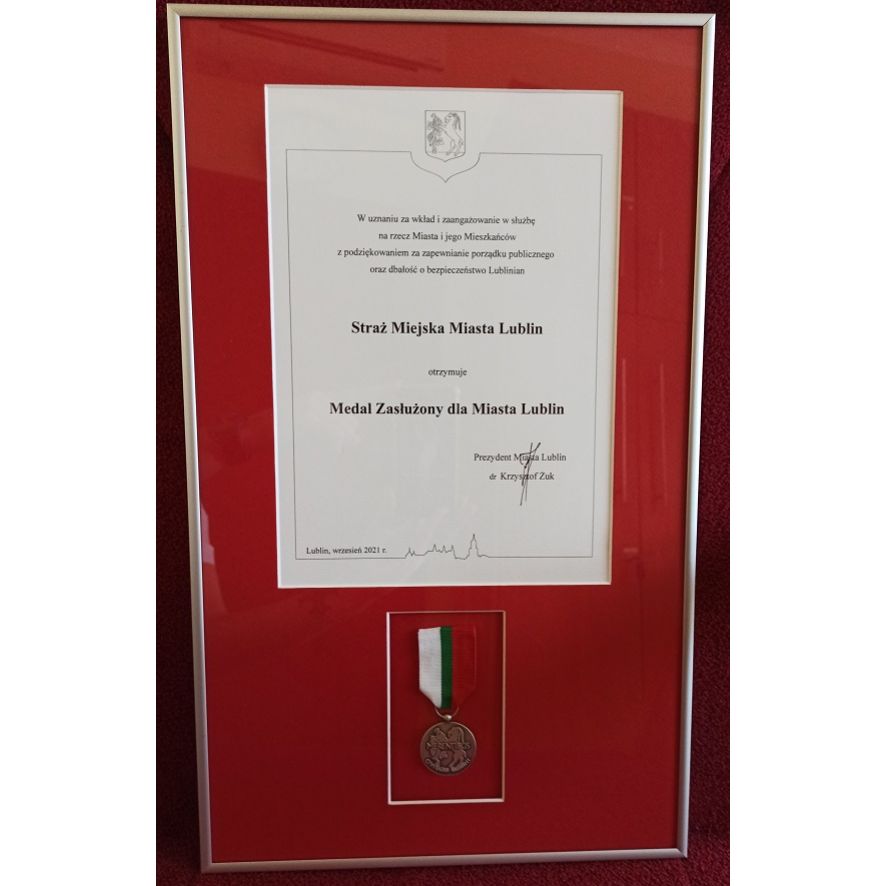 W uznaniu za wkład i zaangażowanie w służbę
na rzecz Miasta i jego Mieszkańców
z podziękowaniem za zapewnianie porządku publicznego
oraz dbałość o bezpieczeństwo Lublinian
Straż Miejska Miasta Lublin
otrzymuje
Medal Zasłużony dla Miasta Lublin
Prezydent Miasta Lublin
dr Krzysztof Żuk
Lublin, wrzesień 2021 r.